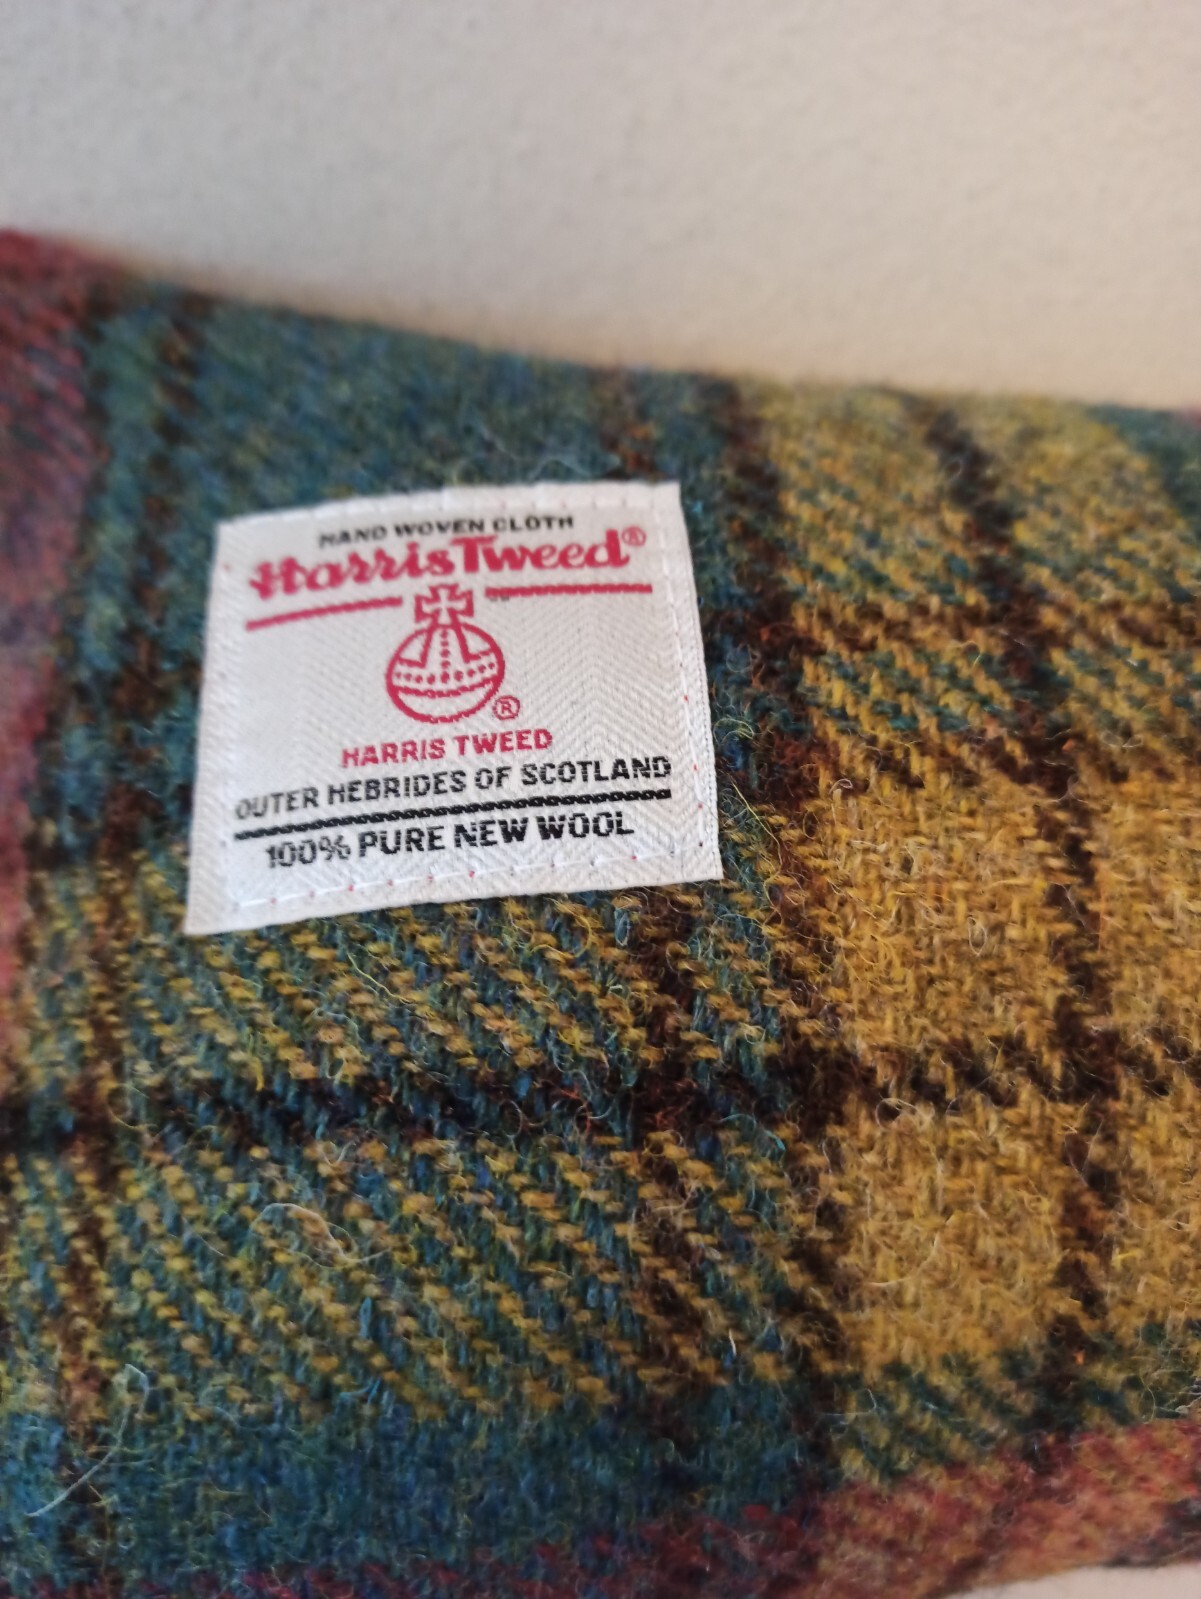 HAND WOVEN CLOTH
Harris Tweed®
®
HARRIS TWEED
OUTER HEBRIDES OF SCOTLAND
100% PURE NEW WOOL